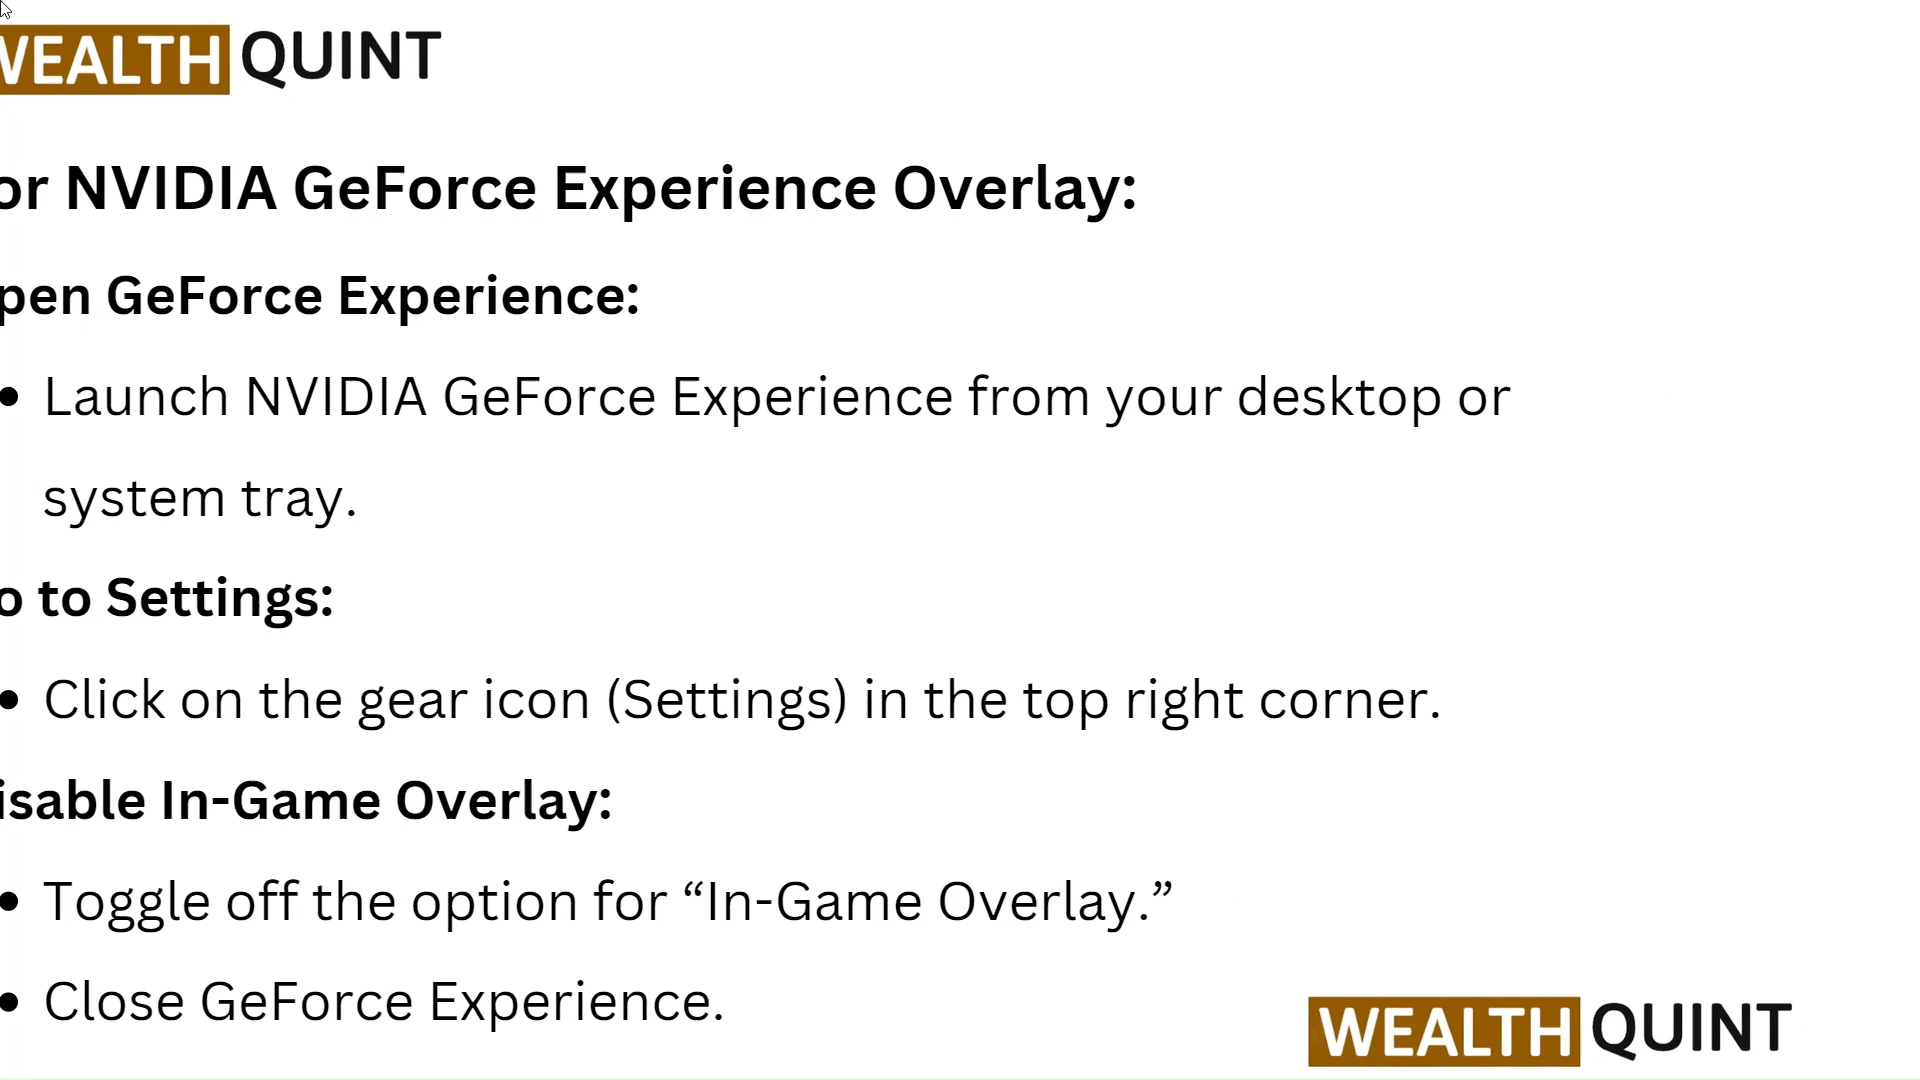 WEALTH QUINT
or NVIDIA GeForce Experience Overlay:
pen GeForce Experience:
• Launch NVIDIA GeForce Experience from your desktop or
system tray.
o to Settings:
• Click on the gear icon (Settings) in the top right corner.
isable In-Game Overlay:
• Toggle off the option for “In-Game Overlay.”
• Close GeForce Experience.
WEALTH QUINT